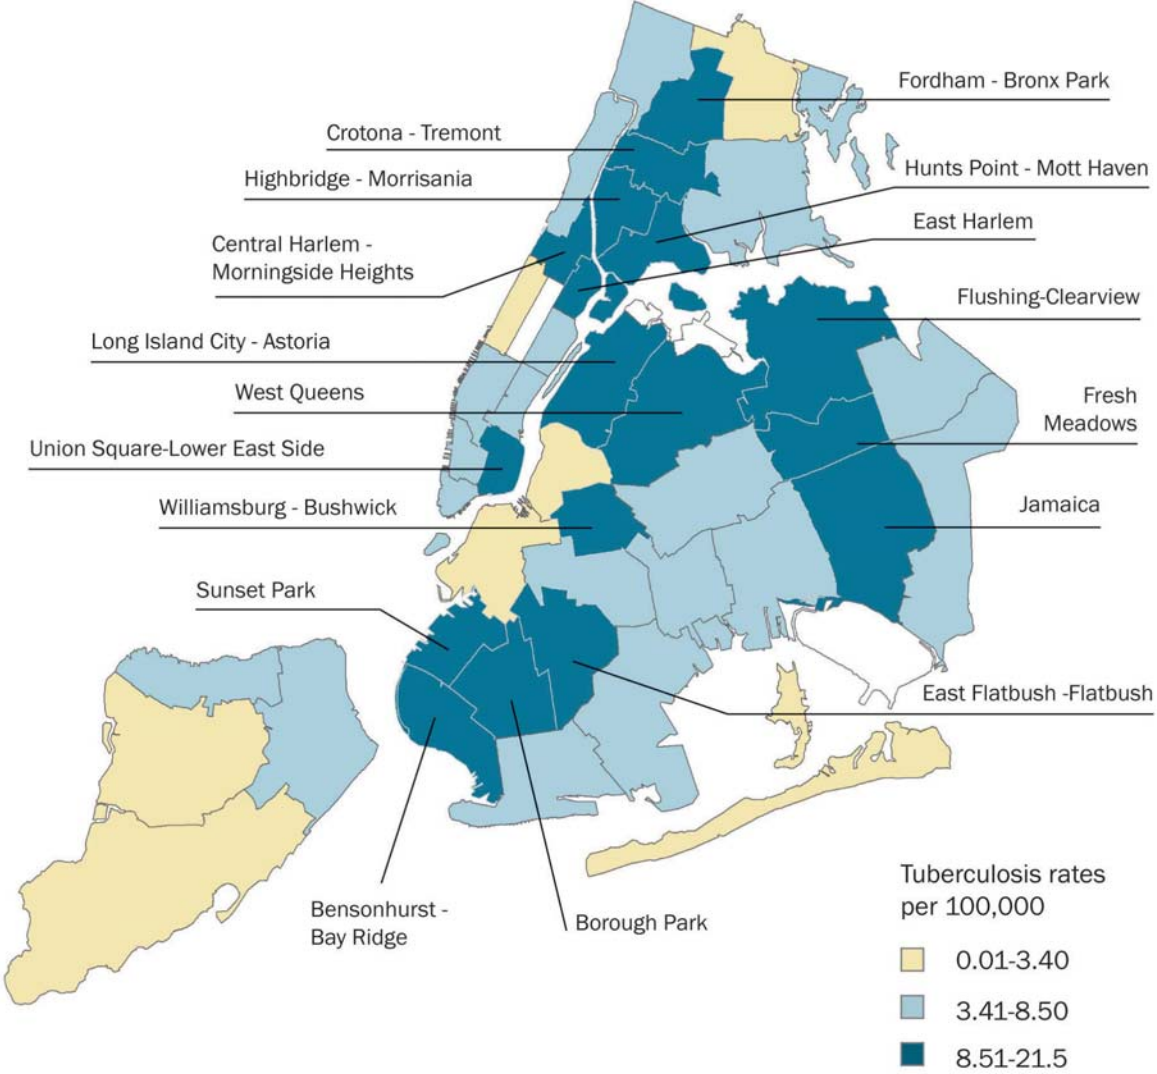 Fordham - Bronx Park
Crotona - Tremont
Hunts Point - Mott Haven
Highbridge - Morrisania
East Harlem
Central Harlem -
Morningside Heights
Flushing-Clearview
Long Island City - Astoria
West Queens
Fresh
Meadows
Union Square-Lower East Side
Williamsburg - Bushwick
Jamaica
Sunset Park
East Flatbush -Flatbush
Bensonhurst -
Bay Ridge
Borough Park
Tuberculosis rates
per 100,000
0.01-3.40
3.41-8.50
8.51-21.5